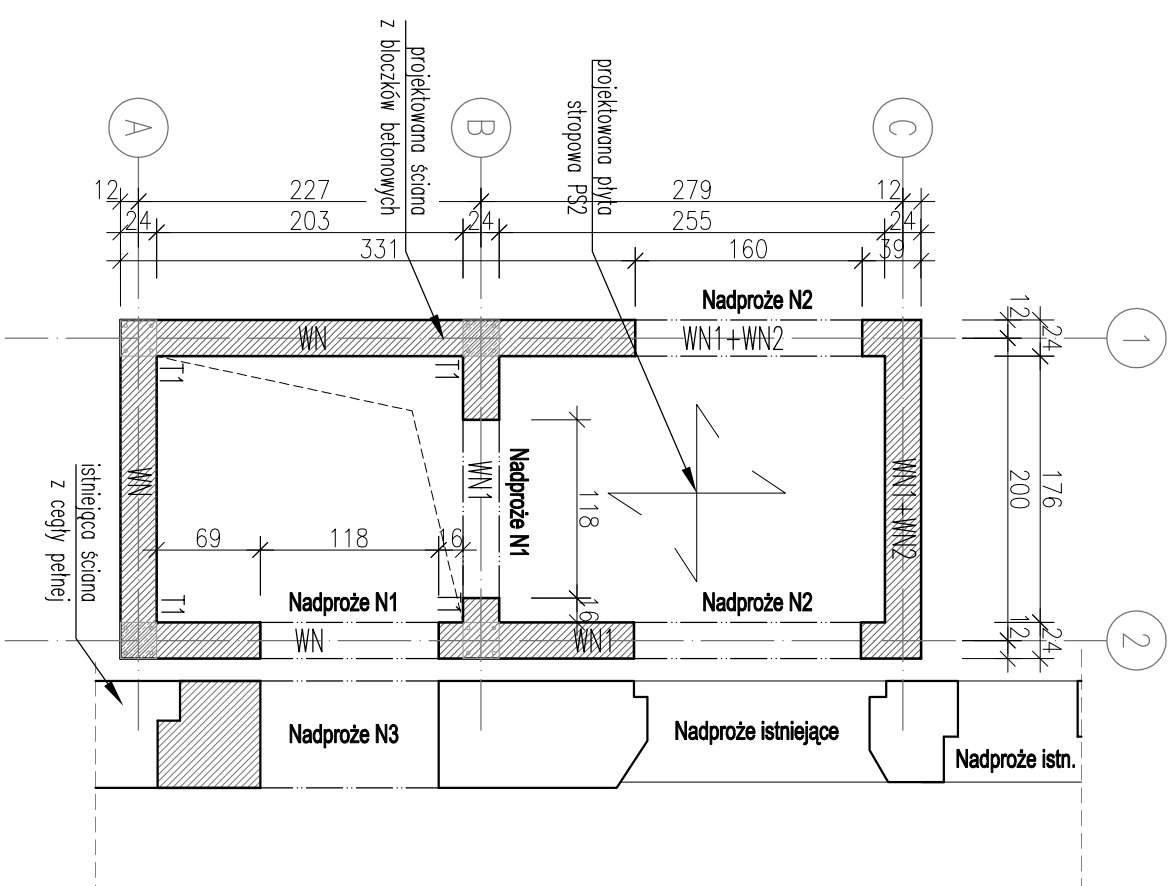 projektowana ściana
z bloczków betonowych
projektowana płyta
stropowa PS2
A
B
C
12
227
279
12
24
203
24
255
24
331
160
39
Nadproże N2
WN
WN1+WN2
12
24
1
T1
T1
Nadproże N1
WN1
118
WN
WN1+WN2
200
176
istniejąca ściana
z cegły pełnej
69
118
16
T1
T1
Nadproże N1
Nadproże N2
16
WN
WN1
12
24
2
Nadproże N3
Nadproże istniejące
Nadproże istn.